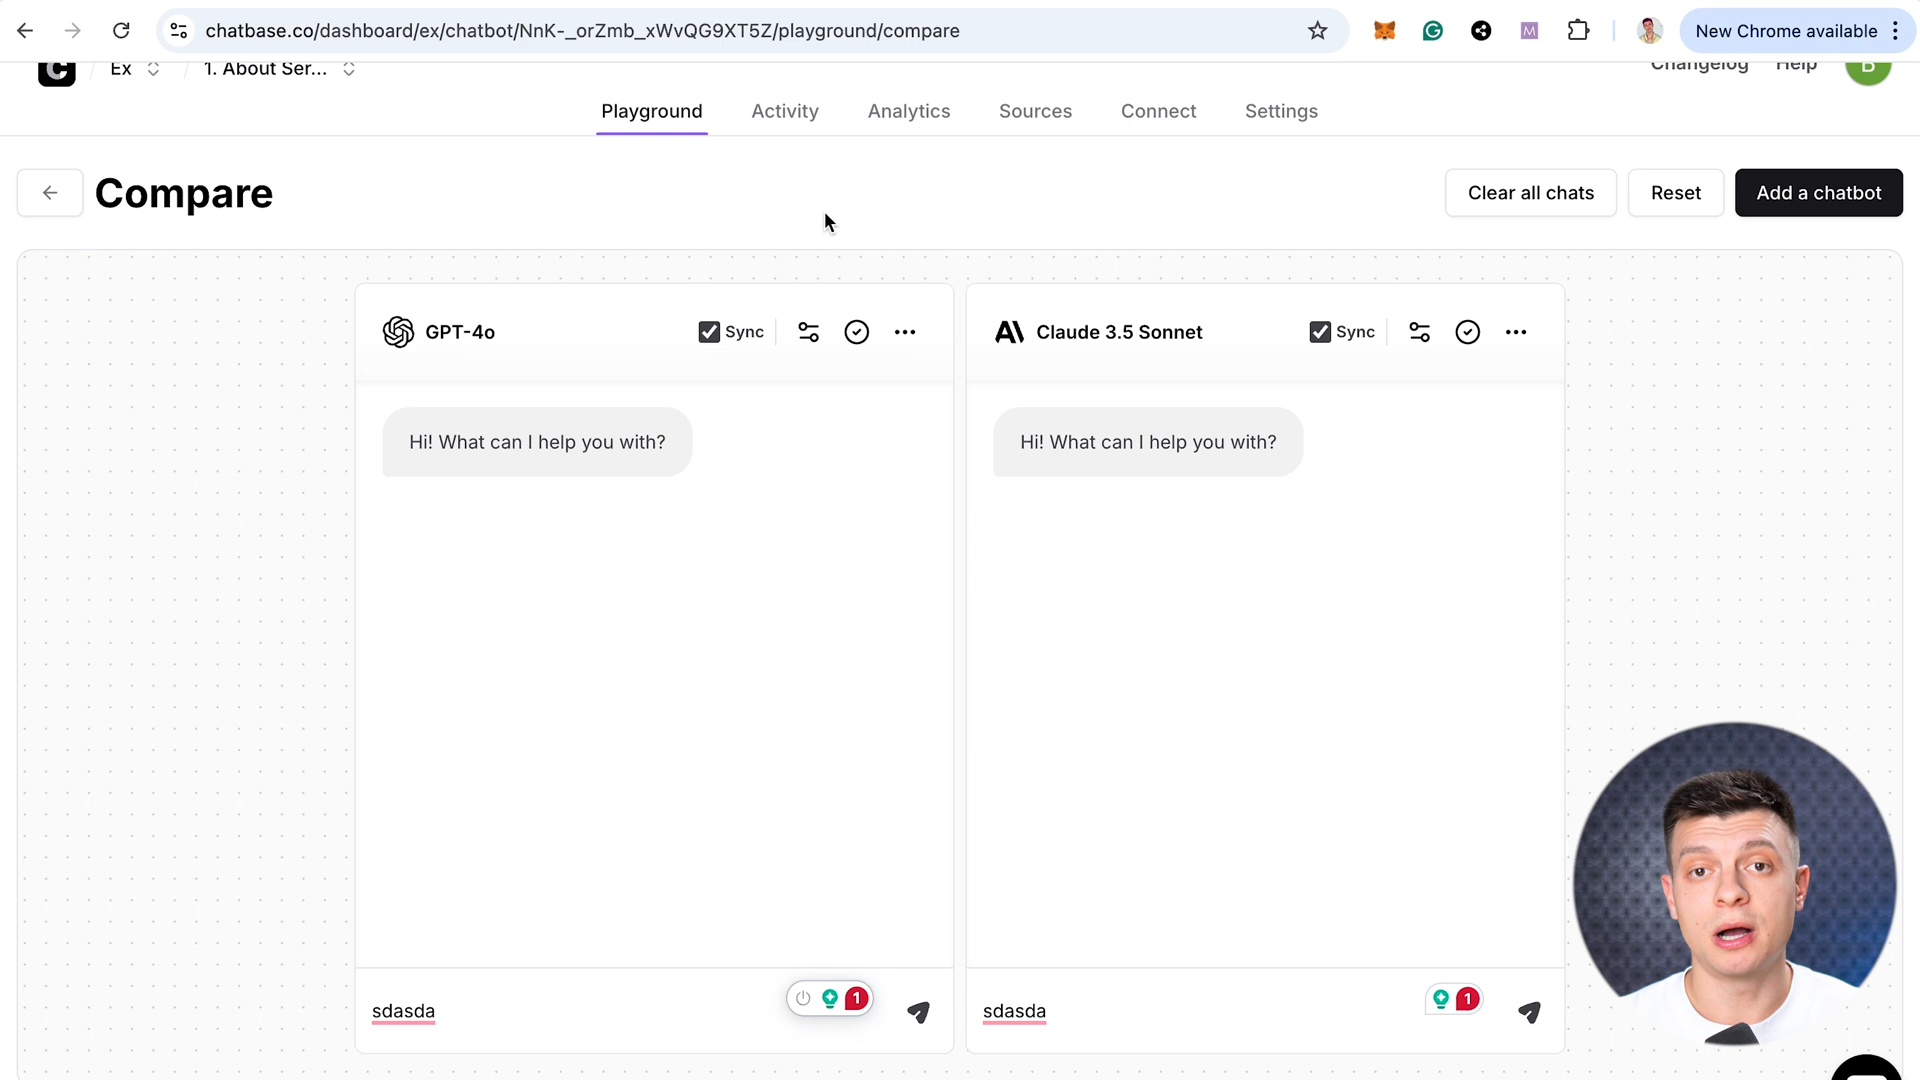 chatbase.co/dashboard/ex/chatbot/NnK-_orZmb_xWvQG9XT5Z/playground/compare
New Chrome available
Ex
1. About Ser...
Changelog
Help
B
Playground
Activity
Analytics
Sources
Connect
Settings
Compare
Clear all chats
Reset
Add a chatbot
GPT-4o
Sync
Claude 3.5 Sonnet
Sync
Hi! What can I help you with?
Hi! What can I help you with?
sdasda
1
sdasda
1